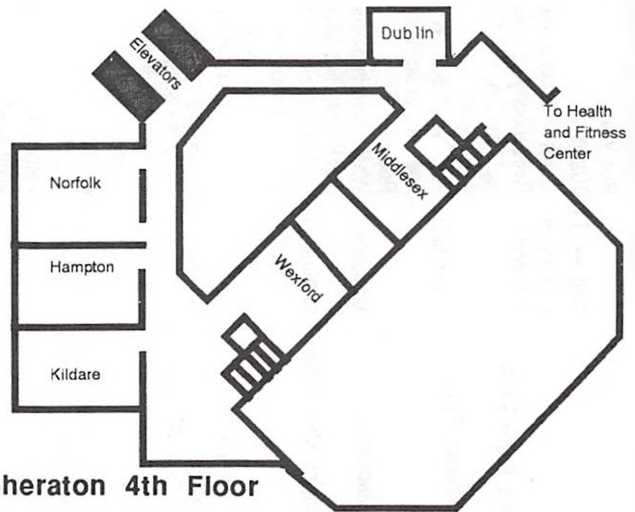 Dublin
Elevators
To Health
and Fitness
Center
Middlesex
Norfolk
Hampton
Wexford
Kildare
heraton 4th Floor